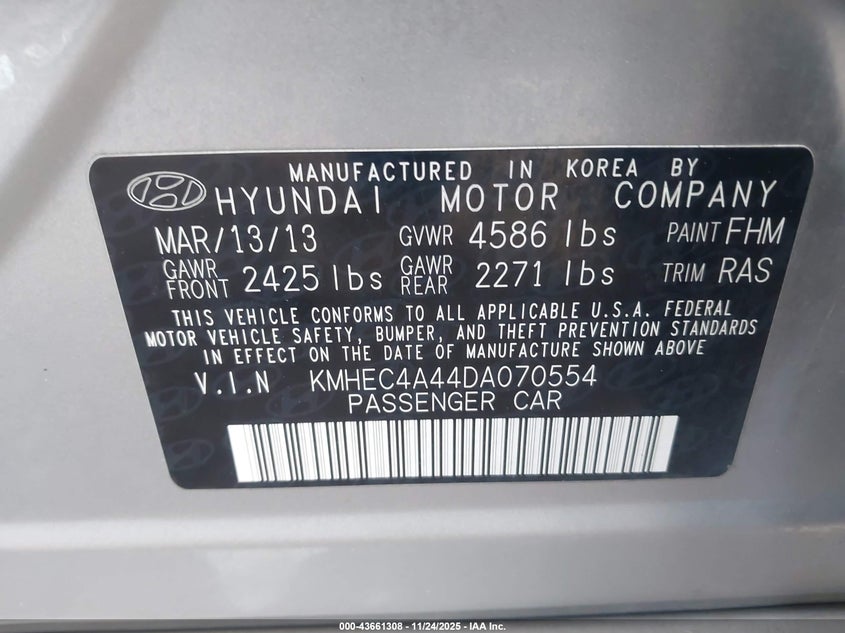 MANUFACTURED IN KOREA BY
HYUNDAI MOTOR COMPANY
MAR/13/13 GVWR 4586 lbs PAINT FHM
GAWR FRONT 2425 lbs GAWR REAR 2271 lbs TRIM RAS
THIS VEHICLE CONFORMS TO ALL APPLICABLE U.S.A. FEDERAL
MOTOR VEHICLE SAFETY, BUMPER, AND THEFT PREVENTION STANDARDS
IN EFFECT ON THE DATE OF MANUFACTURE SHOWN ABOVE
V.I.N KMHEC4A44DA070554
PASSENGER CAR
000-43661308 - 11/24/2025 - IAA Inc.